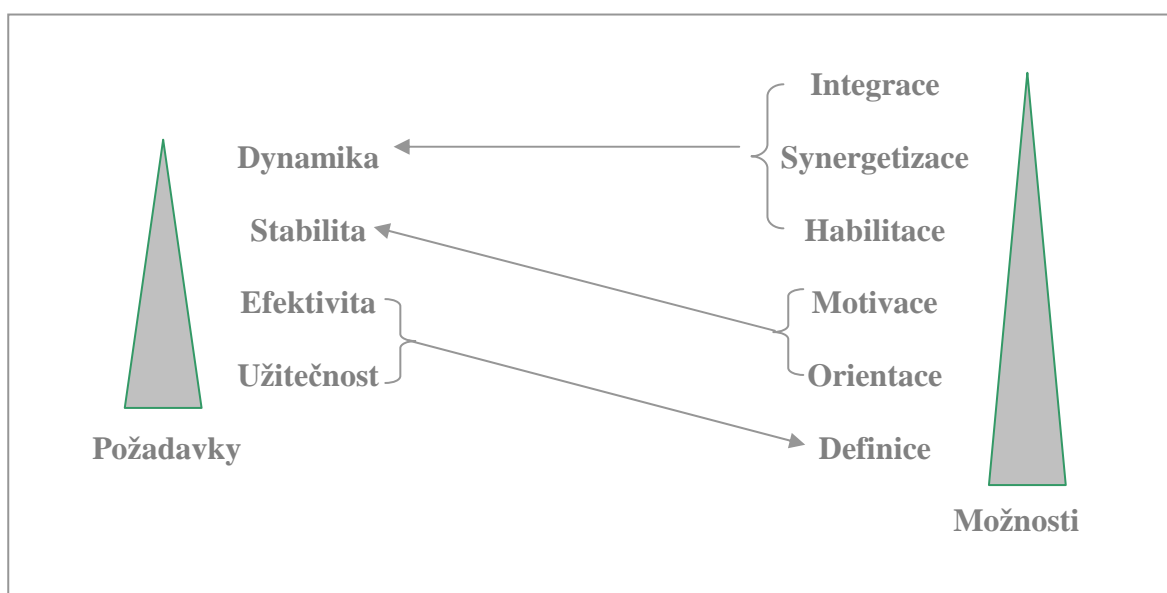 Integrace
Dynamika
Synergetizace
Stabilita
Habilitace
Efektivita
Motivace
Užitečnost
Orientace
Požadavky
Definice
Možnosti